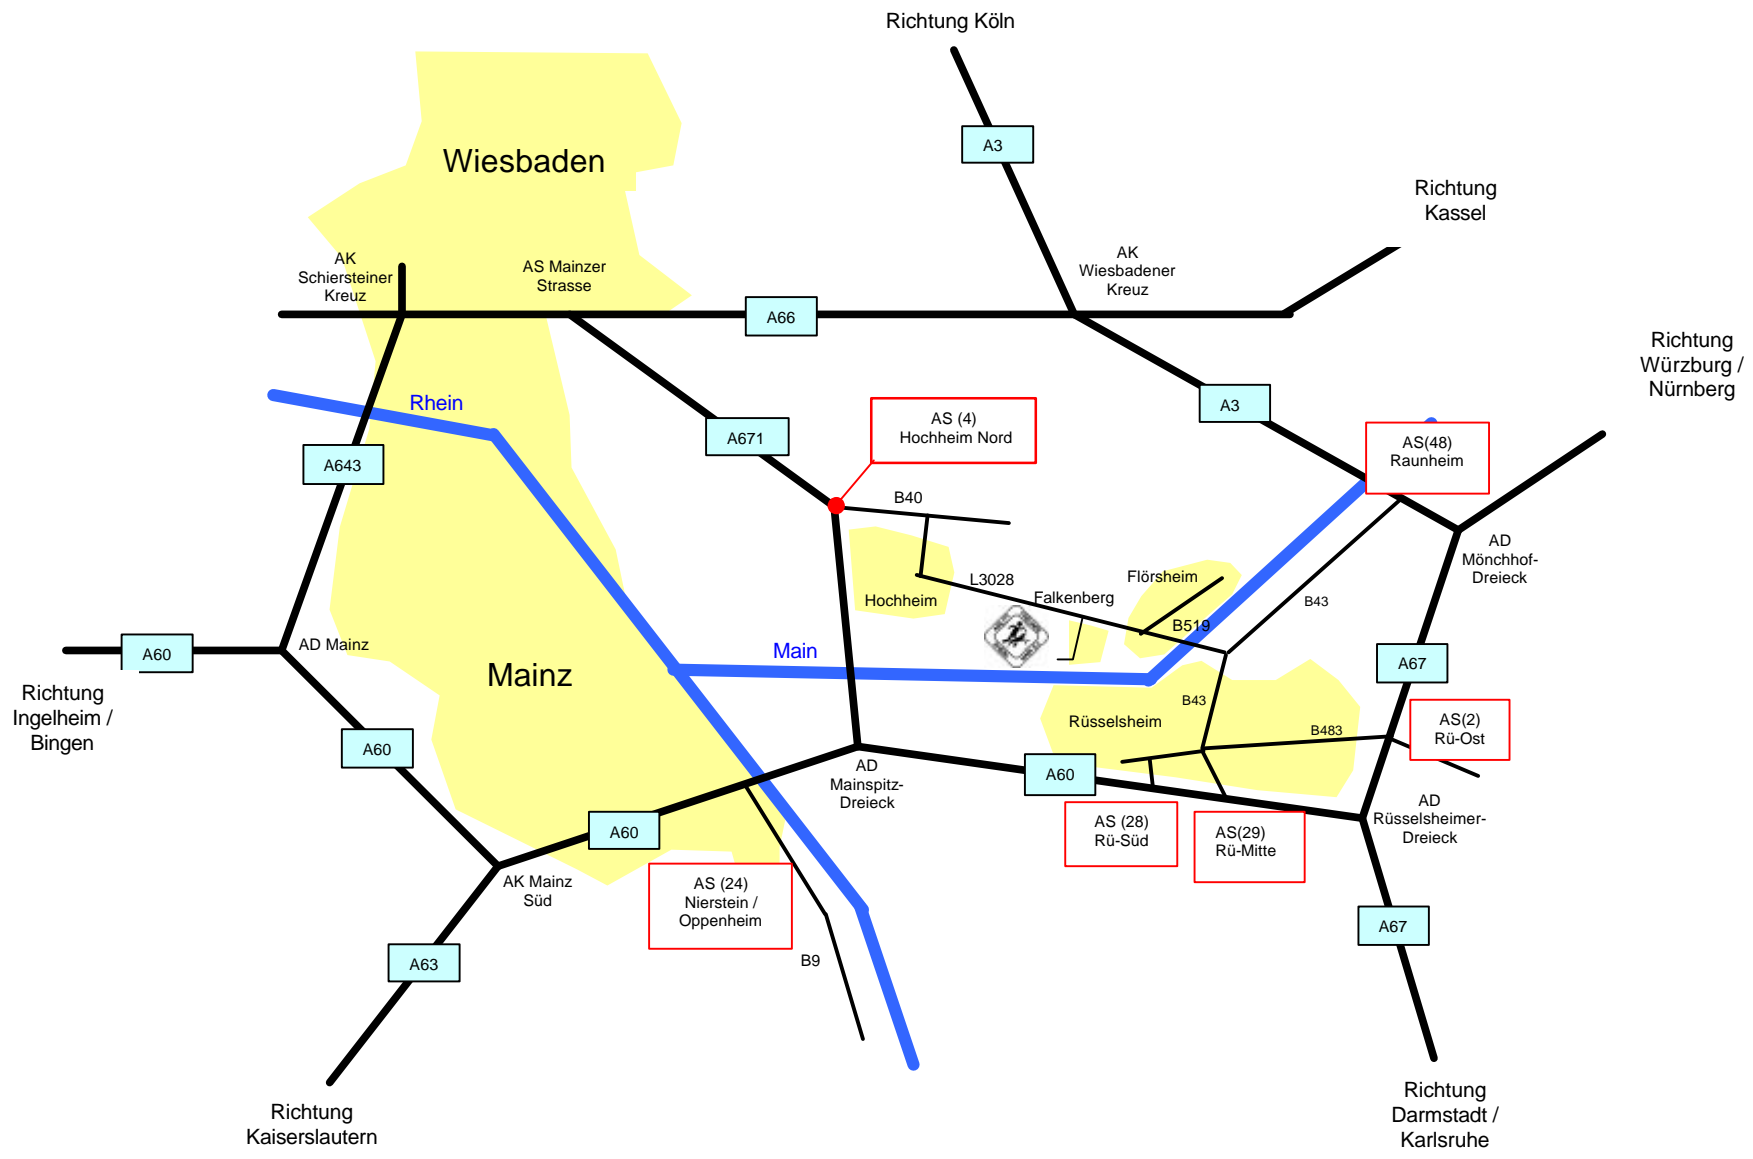 Richtung Köln
A3
Wiesbaden
Richtung
Kassel
AK
Schiersteiner
Kreuz
AS Mainzer
Strasse
AK
Wiesbadener
Kreuz
A66
Richtung
Würzburg /
Nürnberg
Rhein
A3
A671
AS (4)
Hochheim Nord
AS(48)
Raunheim
A643
B40
AD
Mönchhof-
Dreieck
L3028
Flörsheim
Hochheim
Falkenberg
B43
B519
AD Mainz
A60
Main
A67
Mainz
Richtung
Ingelheim /
Bingen
B43
Rüsselsheim
AS(2)
Rü-Ost
B483
A60
AD
Mainspitz-
Dreieck
A60
AD
Rüsselsheimer-
Dreieck
A60
AS (28)
Rü-Süd
AS(29)
Rü-Mitte
AK Mainz
Süd
AS (24)
Nierstein /
Oppenheim
A67
A63
B9
Richtung
Kaiserslautern
Richtung
Darmstadt /
Karlsruhe